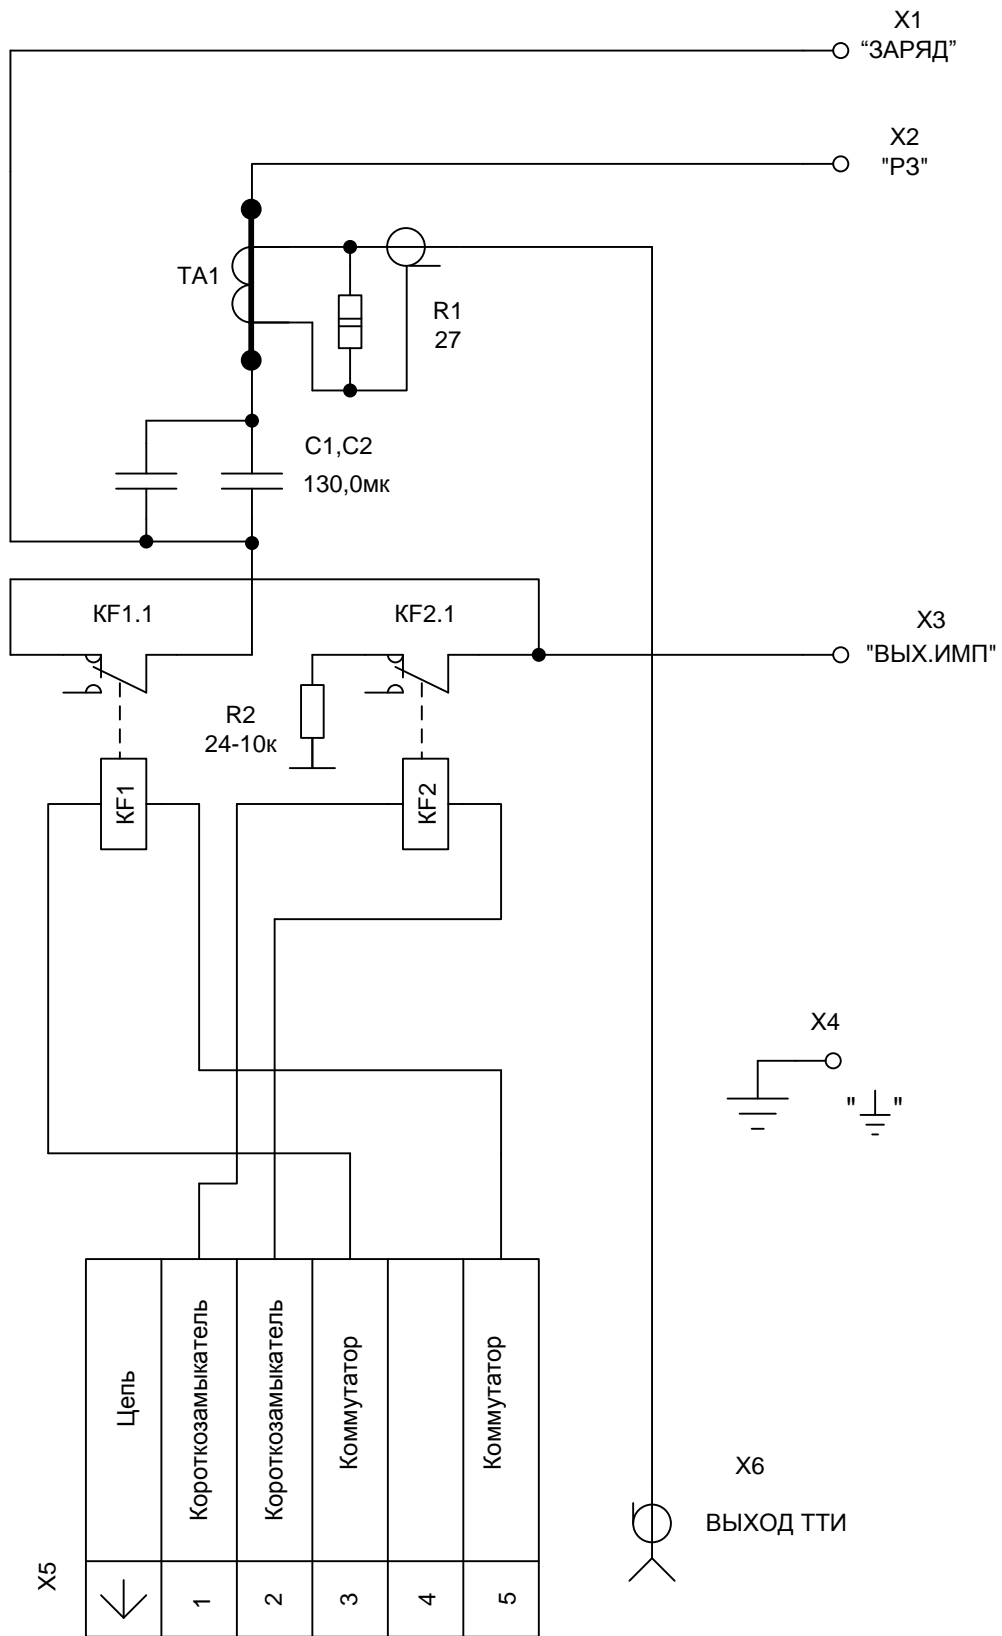 X1
“ЗАРЯД”
X2
"РЗ"
TA1
R1
27
C1,C2
130,0мк
KF1.1
KF2.1
X3
"ВЫХ.ИМП"
R2
24-10к
KF1
KF2
X4
" "
Цепь
Короткозамыкатель
Короткозамыкатель
Коммутатор
Коммутатор
X6
ВЫХОД ТТИ
X5
1
2
3
4
5